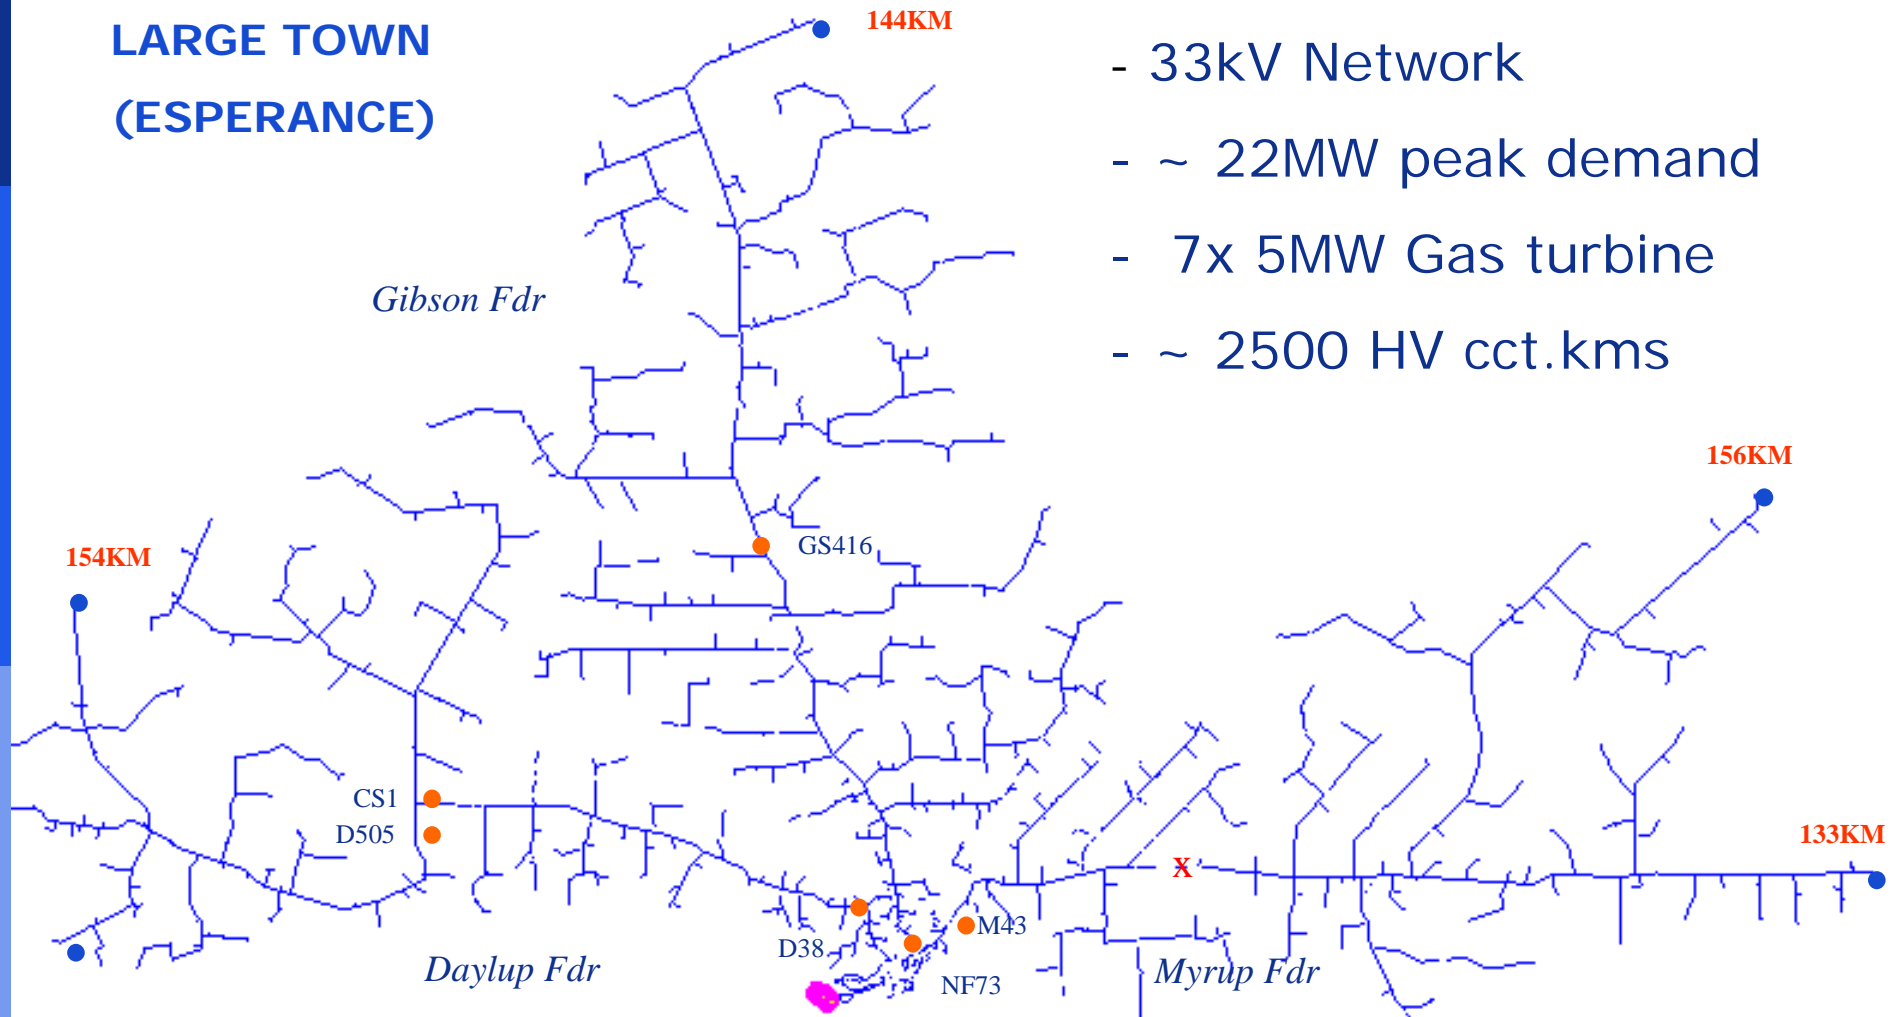 LARGE TOWN
(ESPERANCE)
144KM
- 33kV Network
- ~ 22MW peak demand
- 7x 5MW Gas turbine
- ~ 2500 HV cct.kms
Gibson Fdr
156KM
GS416
154KM
CS1
D505
133KM
X
M43
D38
Daylup Fdr
NF73
Myrup Fdr